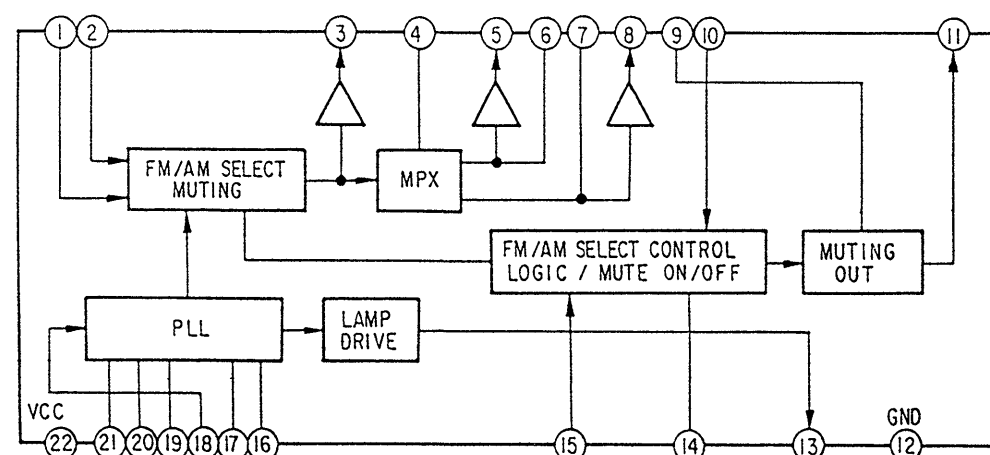 1 2 3 4 5 6 7 8 9 10 11
FM/AM SELECT
MUTING
MPX
FM/AM SELECT CONTROL
LOGIC / MUTE ON/OFF
MUTING
OUT
PLL
LAMP
DRIVE
VCC
GND
22 21 20 19 18 17 16 15 14 13 12